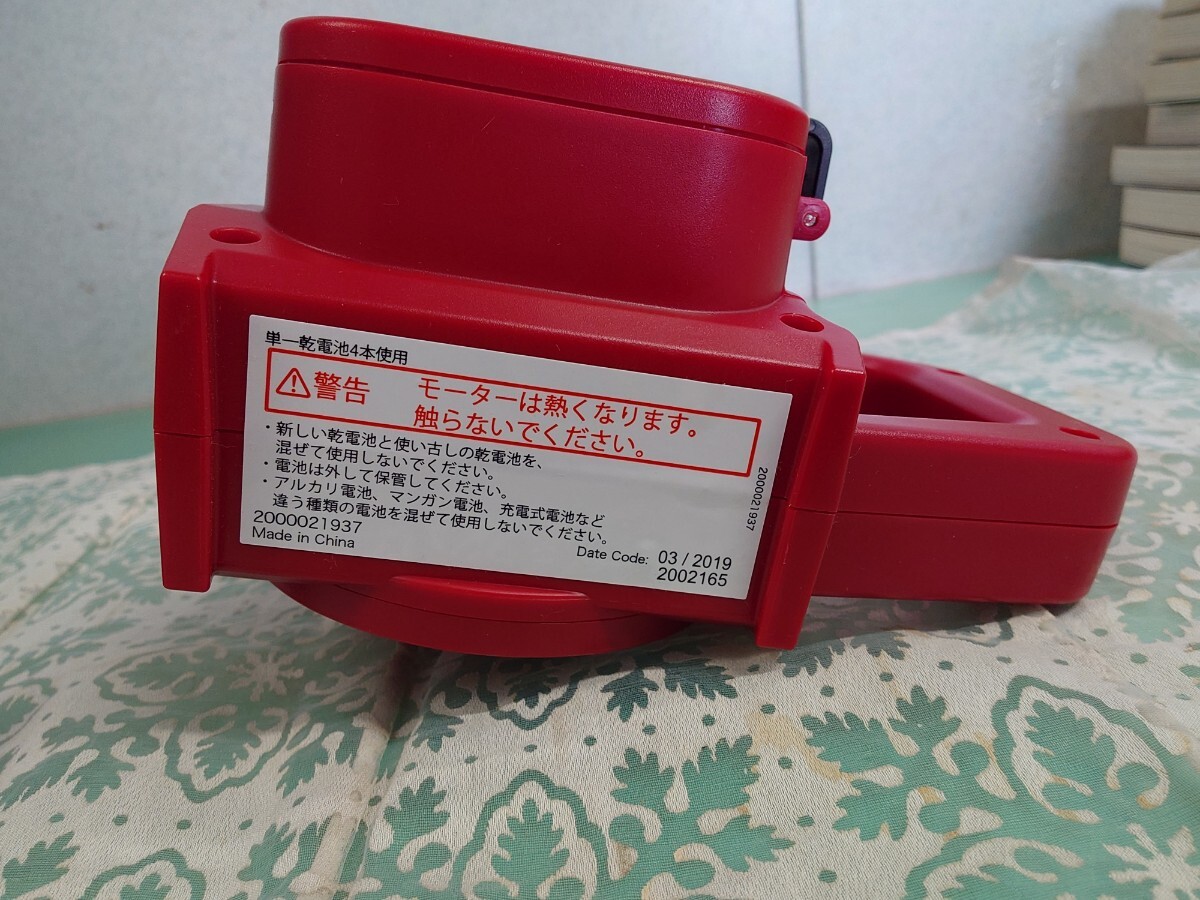 単一乾電池4本使用
警告 モーターは熱くなります。
触らないでください。
・新しい乾電池と使い古しの乾電池を、
混ぜて使用しないでください。
・電池は外して保管してください。
・アルカリ電池、マンガン電池、充電式電池など
違う種類の電池を混ぜて使用しないでください。
2000021937
Made in China
Date Code: 03 / 2019
2002165
2000021937